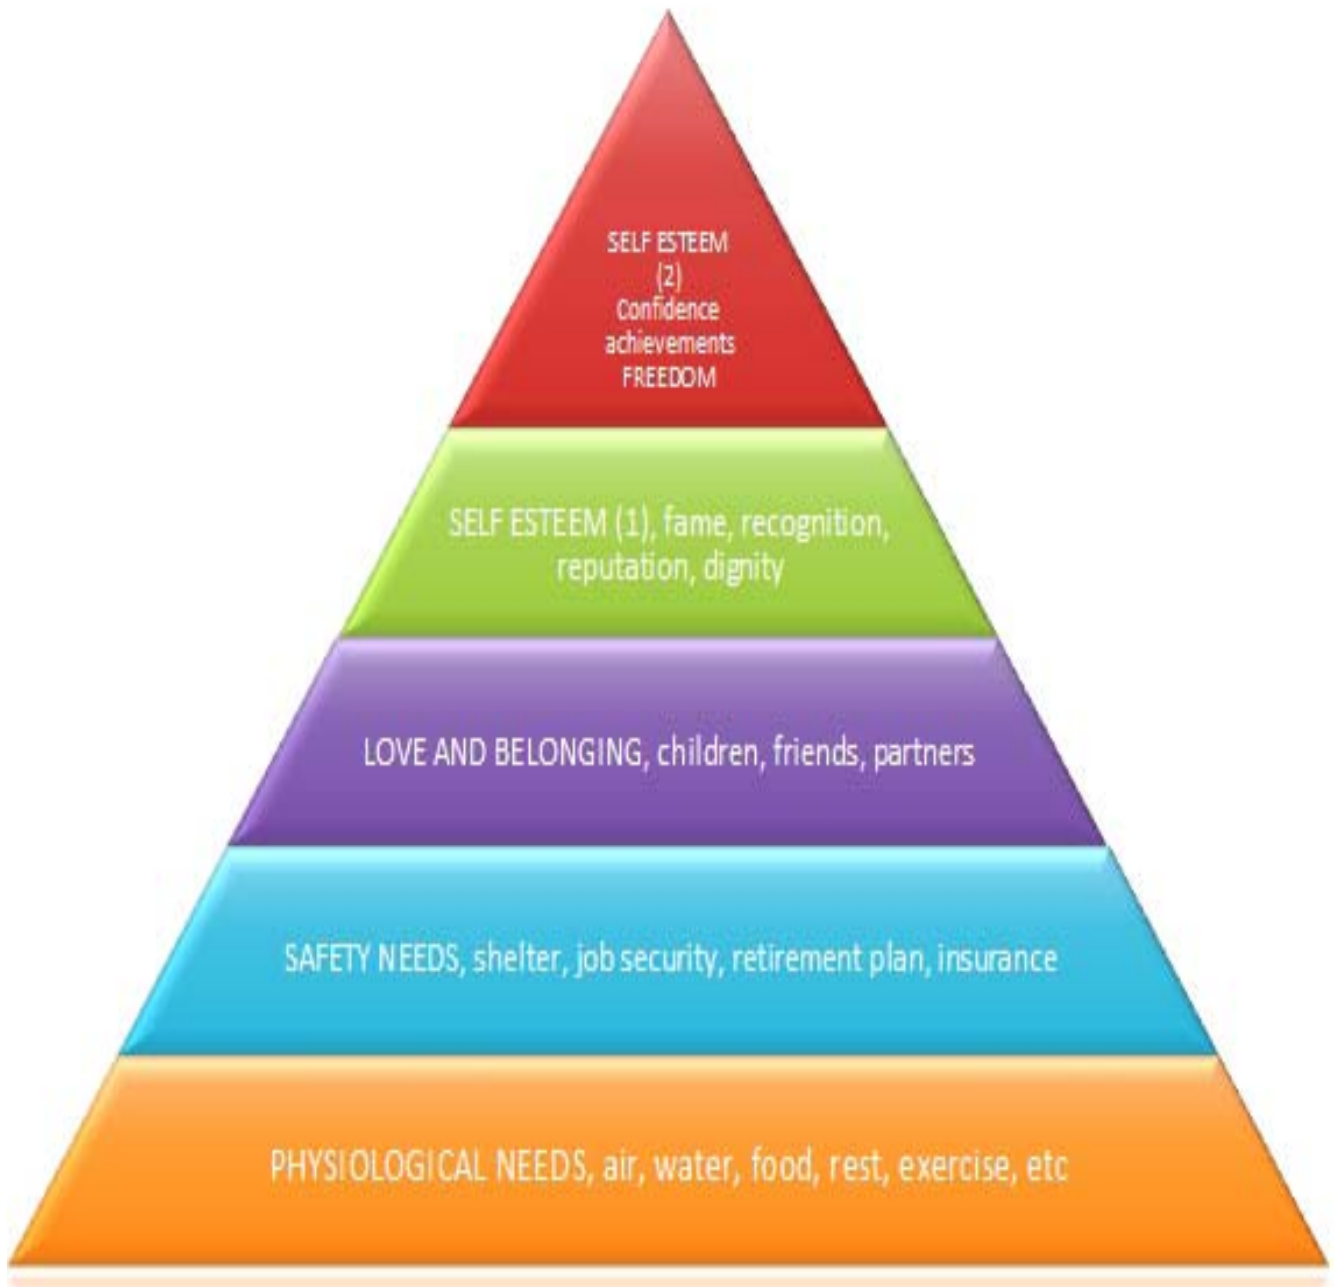 SELF ESTEEM
(2)
Confidence
achievements
FREEDOM
SELF ESTEEM (1), fame, recognition,
reputation, dignity
LOVE AND BELONGING, children, friends, partners
SAFETY NEEDS, shelter, job security, retirement plan, insurance
PHYSIOLOGICAL NEEDS, air, water, food, rest, exercise, etc